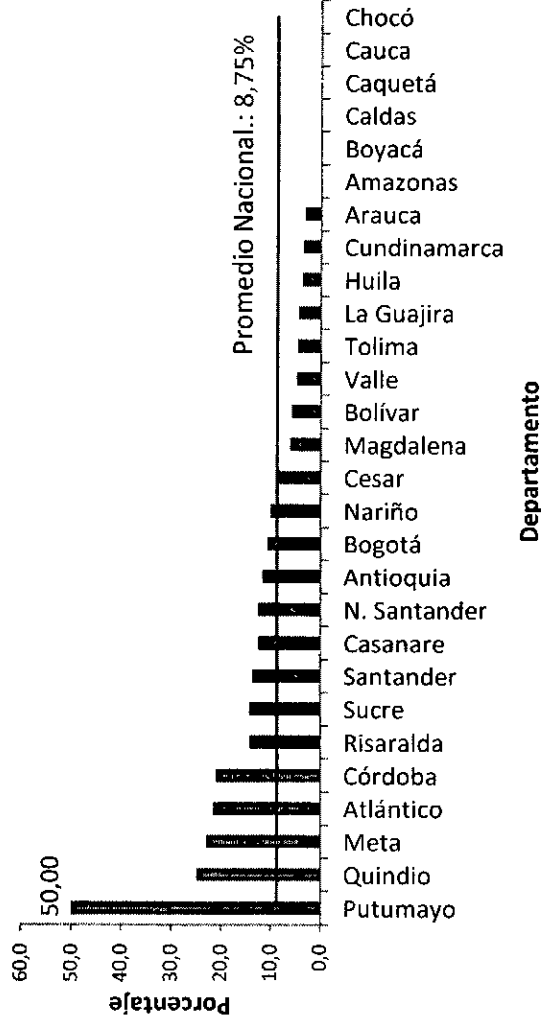 Porcentaje
60,0
50,0
40,0
30,0
20,0
10,0
0,0
50,00
Promedio Nacional.: 8,75%
Putumayo
Quindio
Meta
Atlántico
Córdoba
Risaralda
Sucre
Santander
Casanare
N. Santander
Antioquia
Bogotá
Nariño
Cesar
Magdalena
Bolívar
Valle
Tolima
La Guajira
Huila
Cundinamarca
Arauca
Amazonas
Boyacá
Caldas
Caquetá
Cauca
Chocó
Departamento